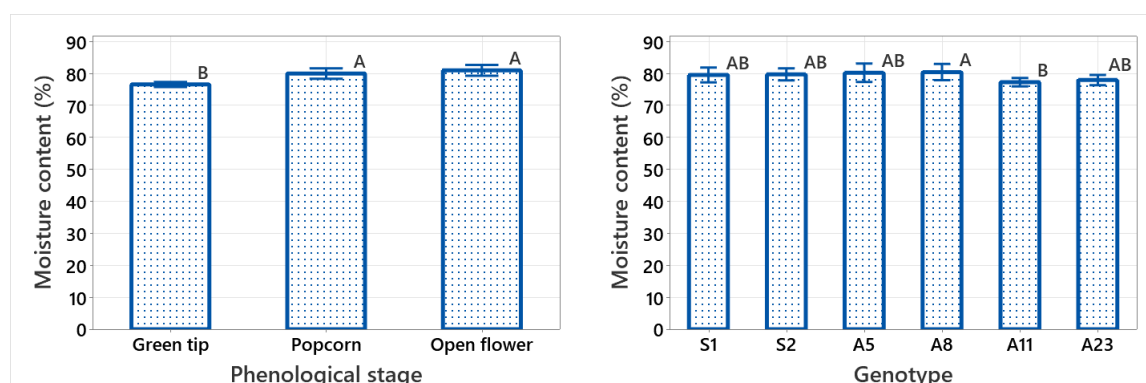 Moisture content (%)
90
80
70
60
50
40
30
20
10
0
B
A
A
Green tip
Popcorn
Open flower
Phenological stage
Moisture content (%)
90
80
70
60
50
40
30
20
10
0
AB
AB
AB
A
B
AB
S1
S2
A5
A8
A11
A23
Genotype